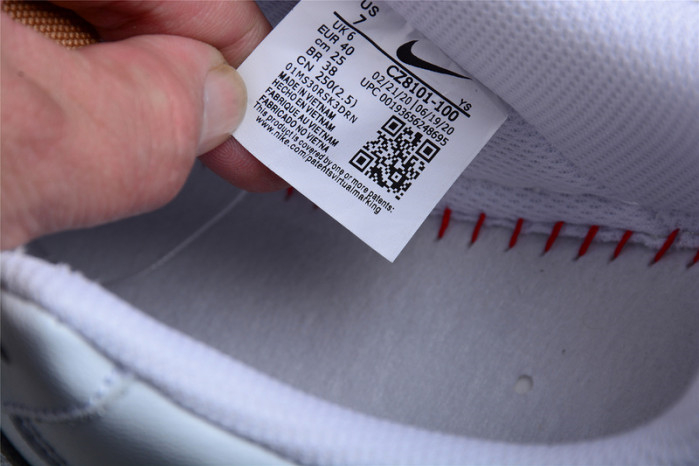 US
7
UK 6
EUR 40
cm 25
BR 38
CN 250(2.5)
01MS30RSK3DRN
MADE IN VIETNAM
HECHO EN VIETNAM
FABRIQUE AU VIETNAM
FABRICADO NO VIETNA
This product is covered by one or more patents:
www.nike.com/patentsvirtualmarking
CZ8101-100
YS
02/21/20 06/19/20
UPC 00193656248695